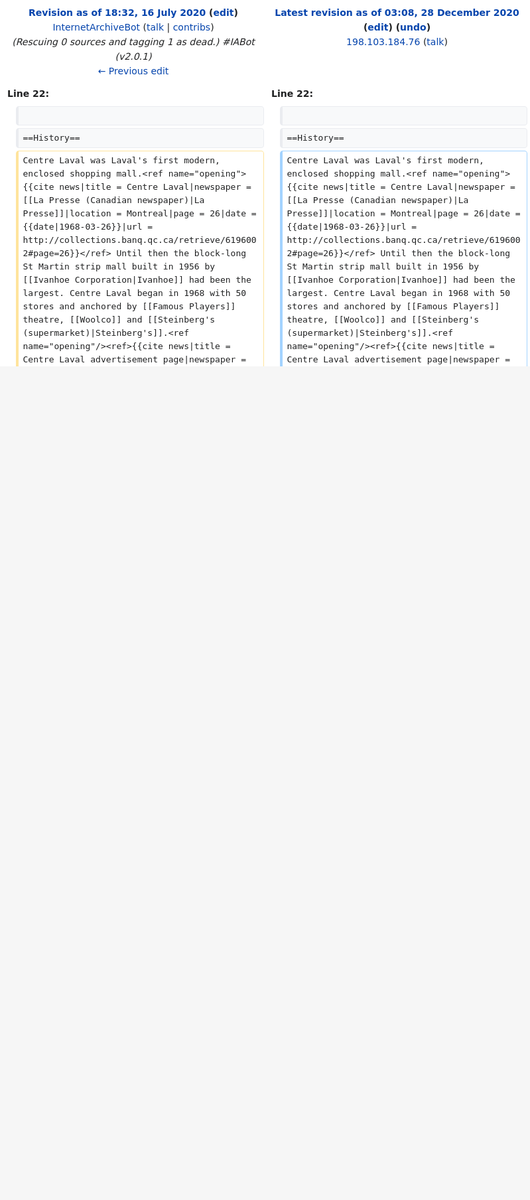 Revision as of 18:32, 16 July 2020 (edit)
InternetArchiveBot (talk | contribs)
(Rescuing 0 sources and tagging 1 as dead.) #IABot
(v2.0.1)
← Previous edit
Latest revision as of 03:08, 28 December 2020
(edit) (undo)
198.103.184.76 (talk)
Line 22:
Line 22:
==History==
==History==
Centre Laval was Laval's first modern,
enclosed shopping mall.<ref name="opening">
{{cite news|title = Centre Laval|newspaper =
[[La Presse (Canadian newspaper)|La
Presse]]|location = Montreal|page = 26|date =
{{date|1968-03-26}}|url =
http://collections.banq.qc.ca/retrieve/619600
2#page=26}}</ref> Until then the block-long
St Martin strip mall built in 1956 by
[[Ivanhoe Corporation|Ivanhoe]] had been the
largest. Centre Laval began in 1968 with 50
stores and anchored by [[Famous Players]]
theatre, [[Woolco]] and [[Steinberg's
(supermarket)|Steinberg's]].<ref
name="opening"/><ref>{{cite news|title =
Centre Laval advertisement page|newspaper =
Centre Laval was Laval's first modern,
enclosed shopping mall.<ref name="opening">
{{cite news|title = Centre Laval|newspaper =
[[La Presse (Canadian newspaper)|La
Presse]]|location = Montreal|page = 26|date =
{{date|1968-03-26}}|url =
http://collections.banq.qc.ca/retrieve/619600
2#page=26}}</ref> Until then the block-long
St Martin strip mall built in 1956 by
[[Ivanhoe Corporation|Ivanhoe]] had been the
largest. Centre Laval began in 1968 with 50
stores and anchored by [[Famous Players]]
theatre, [[Woolco]] and [[Steinberg's
(supermarket)|Steinberg's]].<ref
name="opening"/><ref>{{cite news|title =
Centre Laval advertisement page|newspaper =